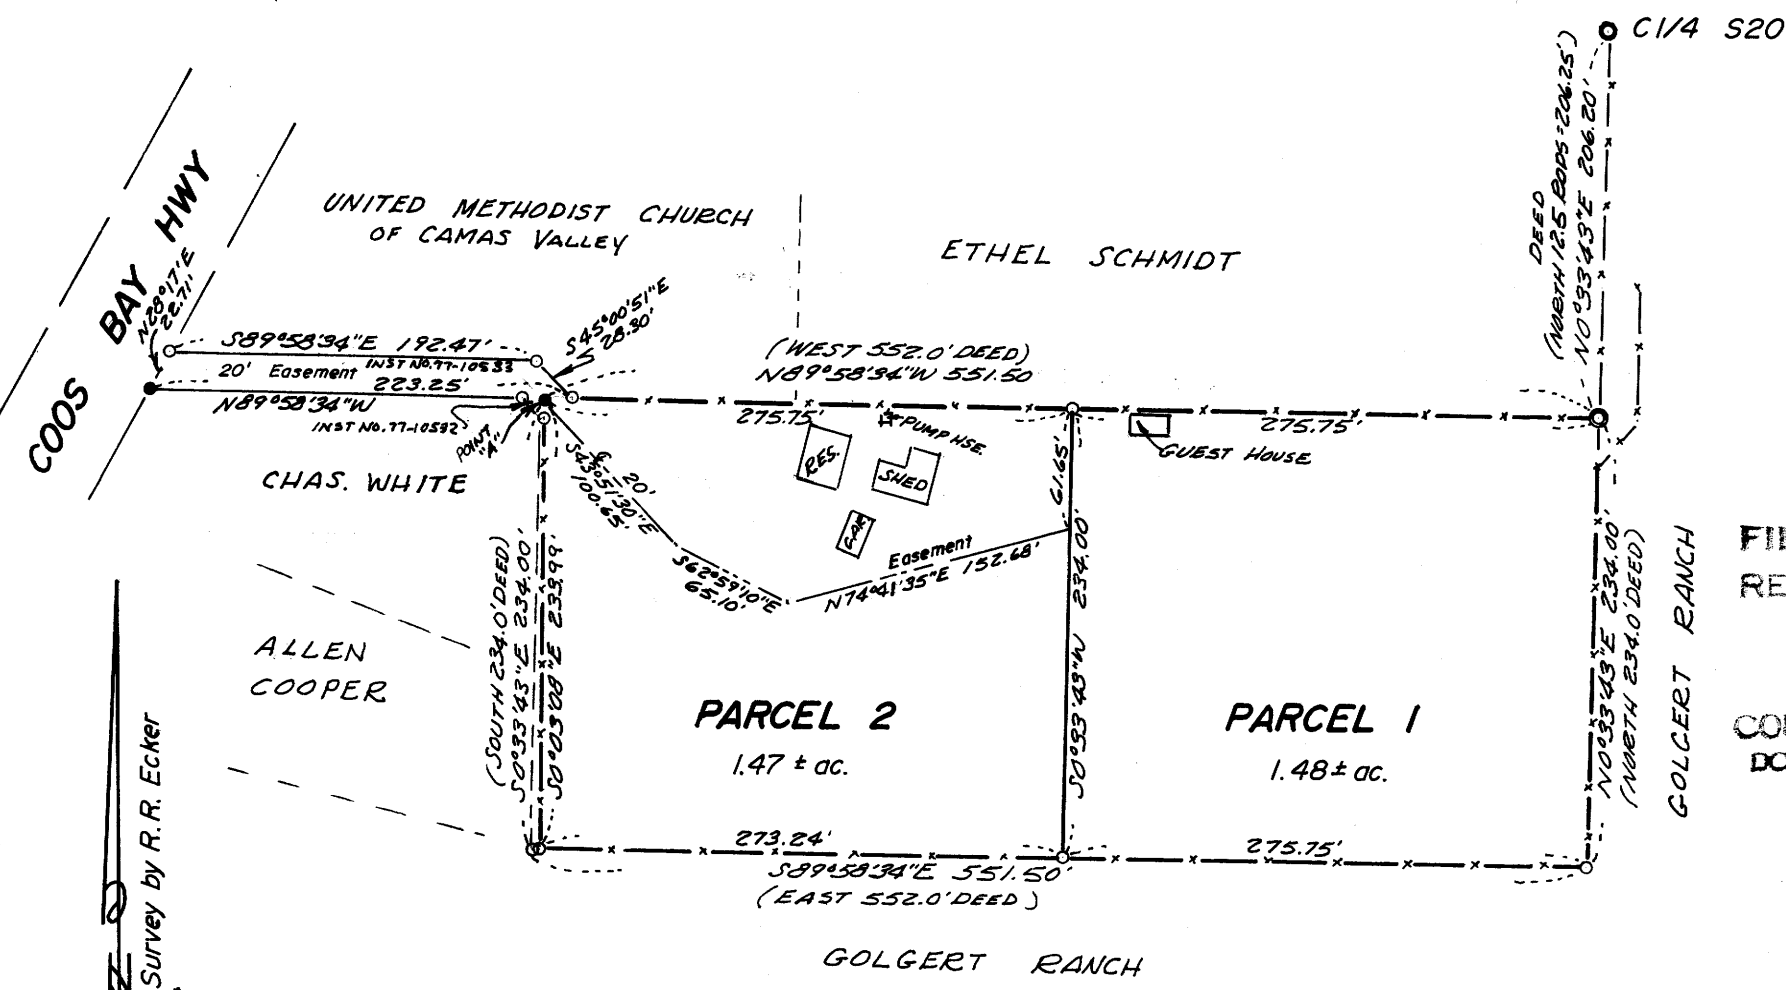 C1/4 S20
DEED
(NORTH 12.5 RODS=206.25')
N0°33'43"E 206.20'
COOS BAY HWY
N28°17'E
22.71'
UNITED METHODIST CHURCH
OF CAMAS VALLEY
ETHEL SCHMIDT
S89°58'34"E 192.47'
S45°00'51"E
28.30'
20' Easement INST NO. 77-10533
223.25'
N89°58'34"W
INST NO. 77-10532
POINT
"A"
(WEST 552.0' DEED)
N89°58'34"W 551.50
275.75'
275.75'
PUMP HSE.
GUEST HOUSE
RES.
SHED
GAR.
CHAS. WHITE
℄ 20'
S43°51'30"E
100.65'
61.65'
Easement
S62°59'10"E
65.10'
N74°41'35"E 152.68'
(SOUTH 234.0' DEED)
S0°33'43"E 234.00'
S0°03'08"E 233.99'
S0°33'43"W 234.00'
N0°33'43"E 234.00'
(NORTH 234.0' DEED)
GOLGERT RANCH
FIL
RE
ALLEN
COOPER
PARCEL 2
1.47 ± ac.
PARCEL 1
1.48 ± ac.
COU
DO
Survey by R.R. Ecker
273.24'
275.75'
S89°58'34"E 551.50'
(EAST 552.0' DEED)
GOLGERT RANCH